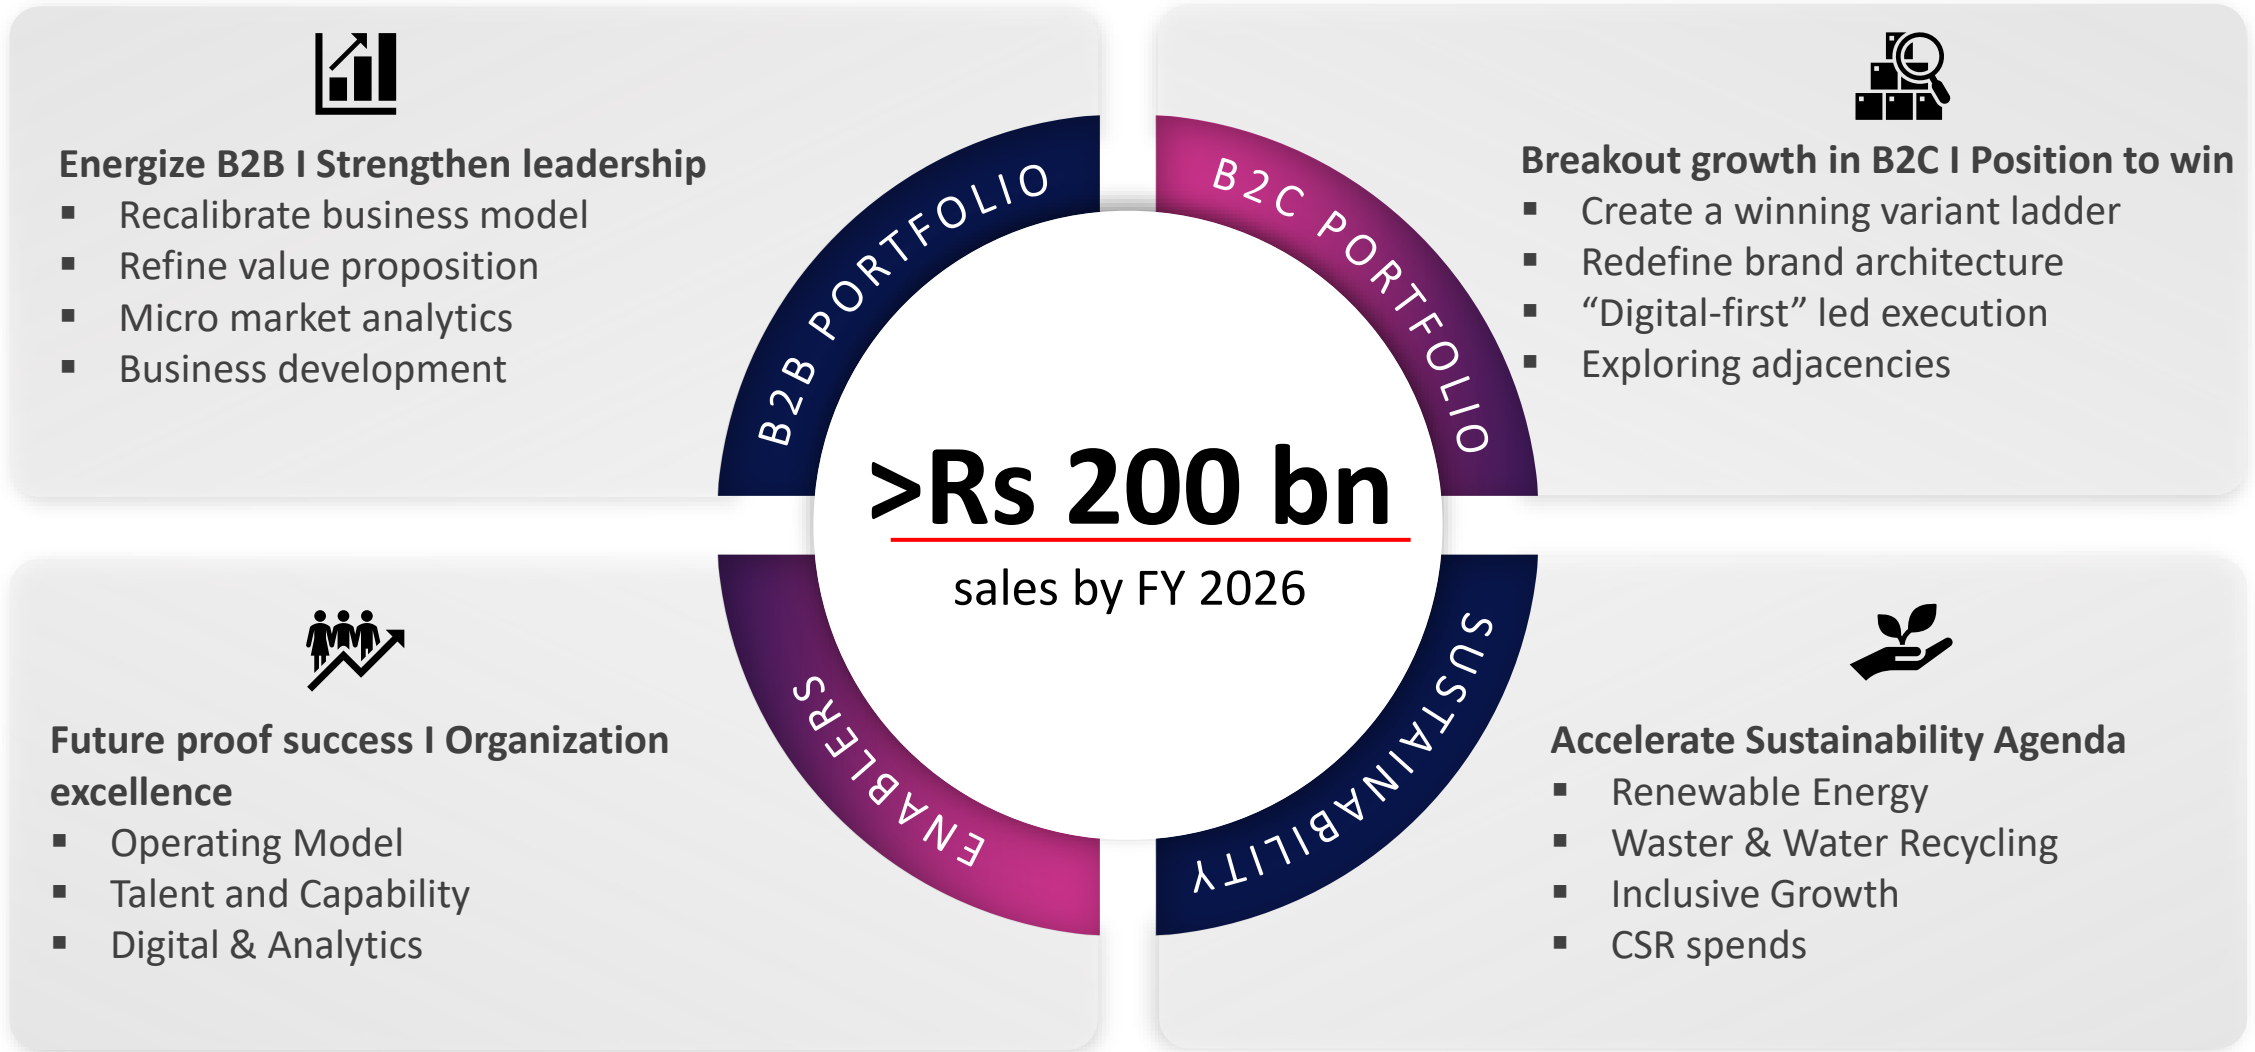 Energize B2B I Strengthen leadership
▪ Recalibrate business model
▪ Refine value proposition
▪ Micro market analytics
▪ Business development
Breakout growth in B2C I Position to win
▪ Create a winning variant ladder
▪ Redefine brand architecture
▪ “Digital-first” led execution
▪ Exploring adjacencies
B2B PORTFOLIO
B2C PORTFOLIO
>Rs 200 bn
sales by FY 2026
ENABLERS
SUSTAINABILITY
Future proof success I Organization
excellence
▪ Operating Model
▪ Talent and Capability
▪ Digital & Analytics
Accelerate Sustainability Agenda
▪ Renewable Energy
▪ Waster & Water Recycling
▪ Inclusive Growth
▪ CSR spends